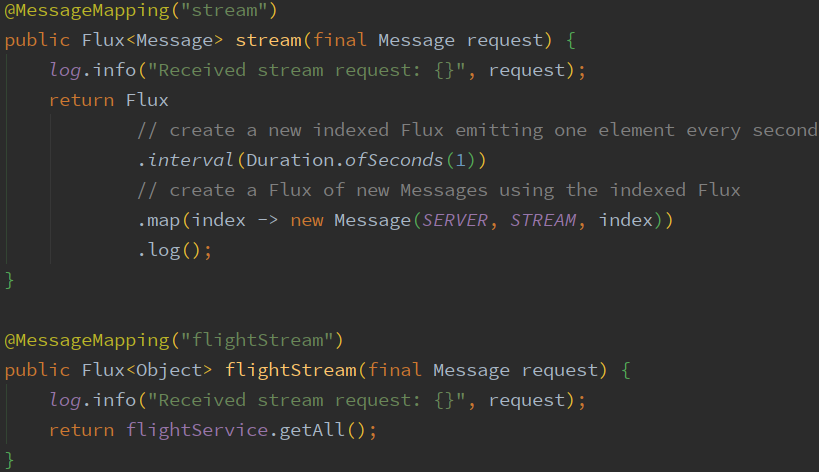 @MessageMapping("stream")
public Flux<Message> stream(final Message request) {
    log.info("Received stream request: {}", request);
    return Flux
            // create a new indexed Flux emitting one element every second
            .interval(Duration.ofSeconds(1))
            // create a Flux of new Messages using the indexed Flux
            .map(index -> new Message(SERVER, STREAM, index))
            .log();
}

@MessageMapping("flightStream")
public Flux<Object> flightStream(final Message request) {
    log.info("Received stream request: {}", request);
    return flightService.getAll();
}